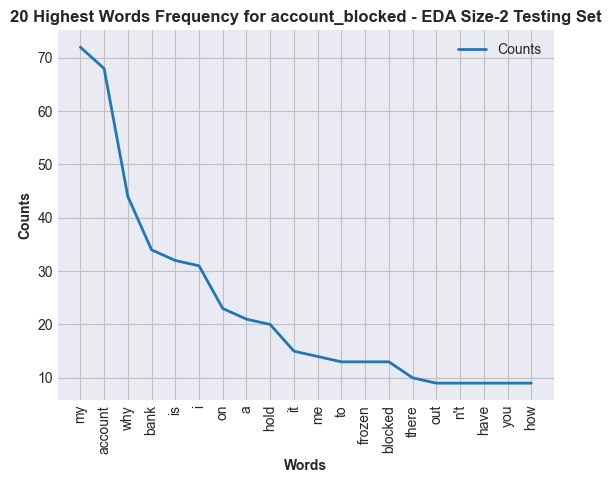 20 Highest Words Frequency for account_blocked - EDA Size-2 Testing Set
Counts
70
60
50
40
30
20
10
Counts
my
account
why
bank
is
i
on
a
hold
it
me
to
frozen
blocked
there
out
n't
have
you
how
Words